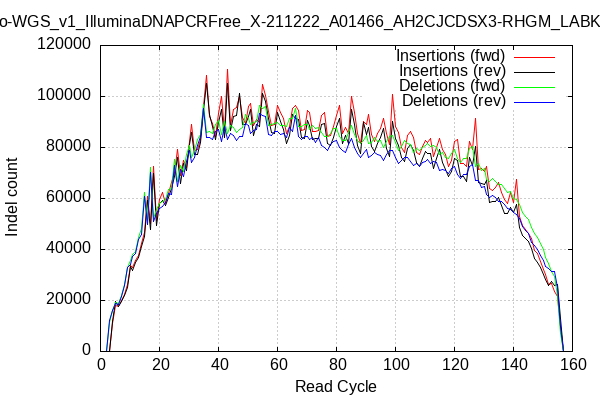 o-WGS_v1_IlluminaDNAPCRFree_X-211222_A01466_AH2CJCDSX3-RHGM_LABK
Insertions (fwd)
Insertions (rev)
Deletions (fwd)
Deletions (rev)
120000
100000
80000
60000
40000
20000
0
Indel count
0 20 40 60 80 100 120 140 160
Read Cycle